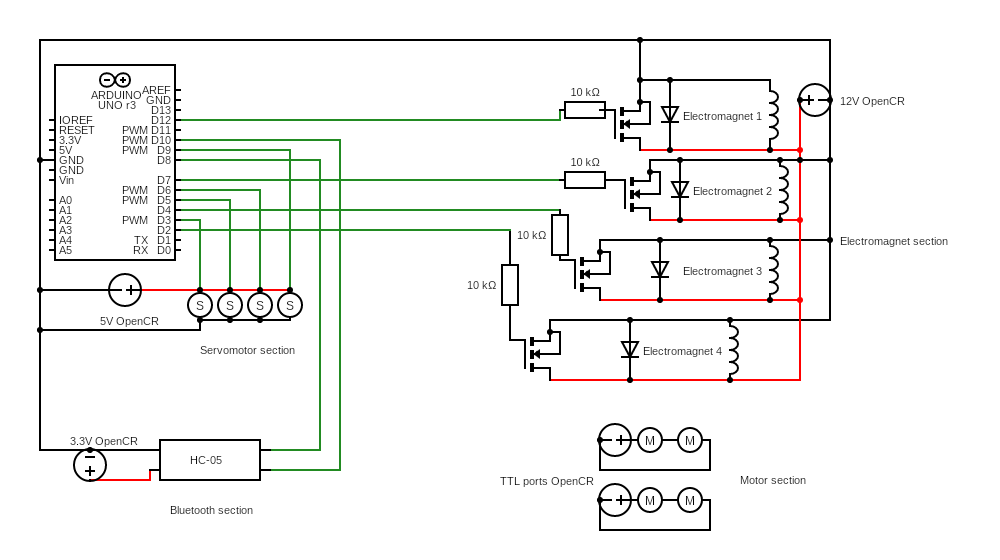 ARDUINO
UNO r3
AREF
GND
D13
IOREF D12
RESET PWM D11
3.3V PWM D10
5V PWM D9
GND D8
GND
Vin D7
PWM D6
A0 PWM D5
A1 D4
A2 PWM D3
A3 D2
A4 TX D1
A5 RX D0
10 kΩ
Electromagnet 1
12V OpenCR
10 kΩ
Electromagnet 2
10 kΩ
Electromagnet 3
Electromagnet section
10 kΩ
Electromagnet 4
5V OpenCR
S S S S
Servomotor section
3.3V OpenCR
HC-05
Bluetooth section
M M
TTL ports OpenCR
Motor section
M M